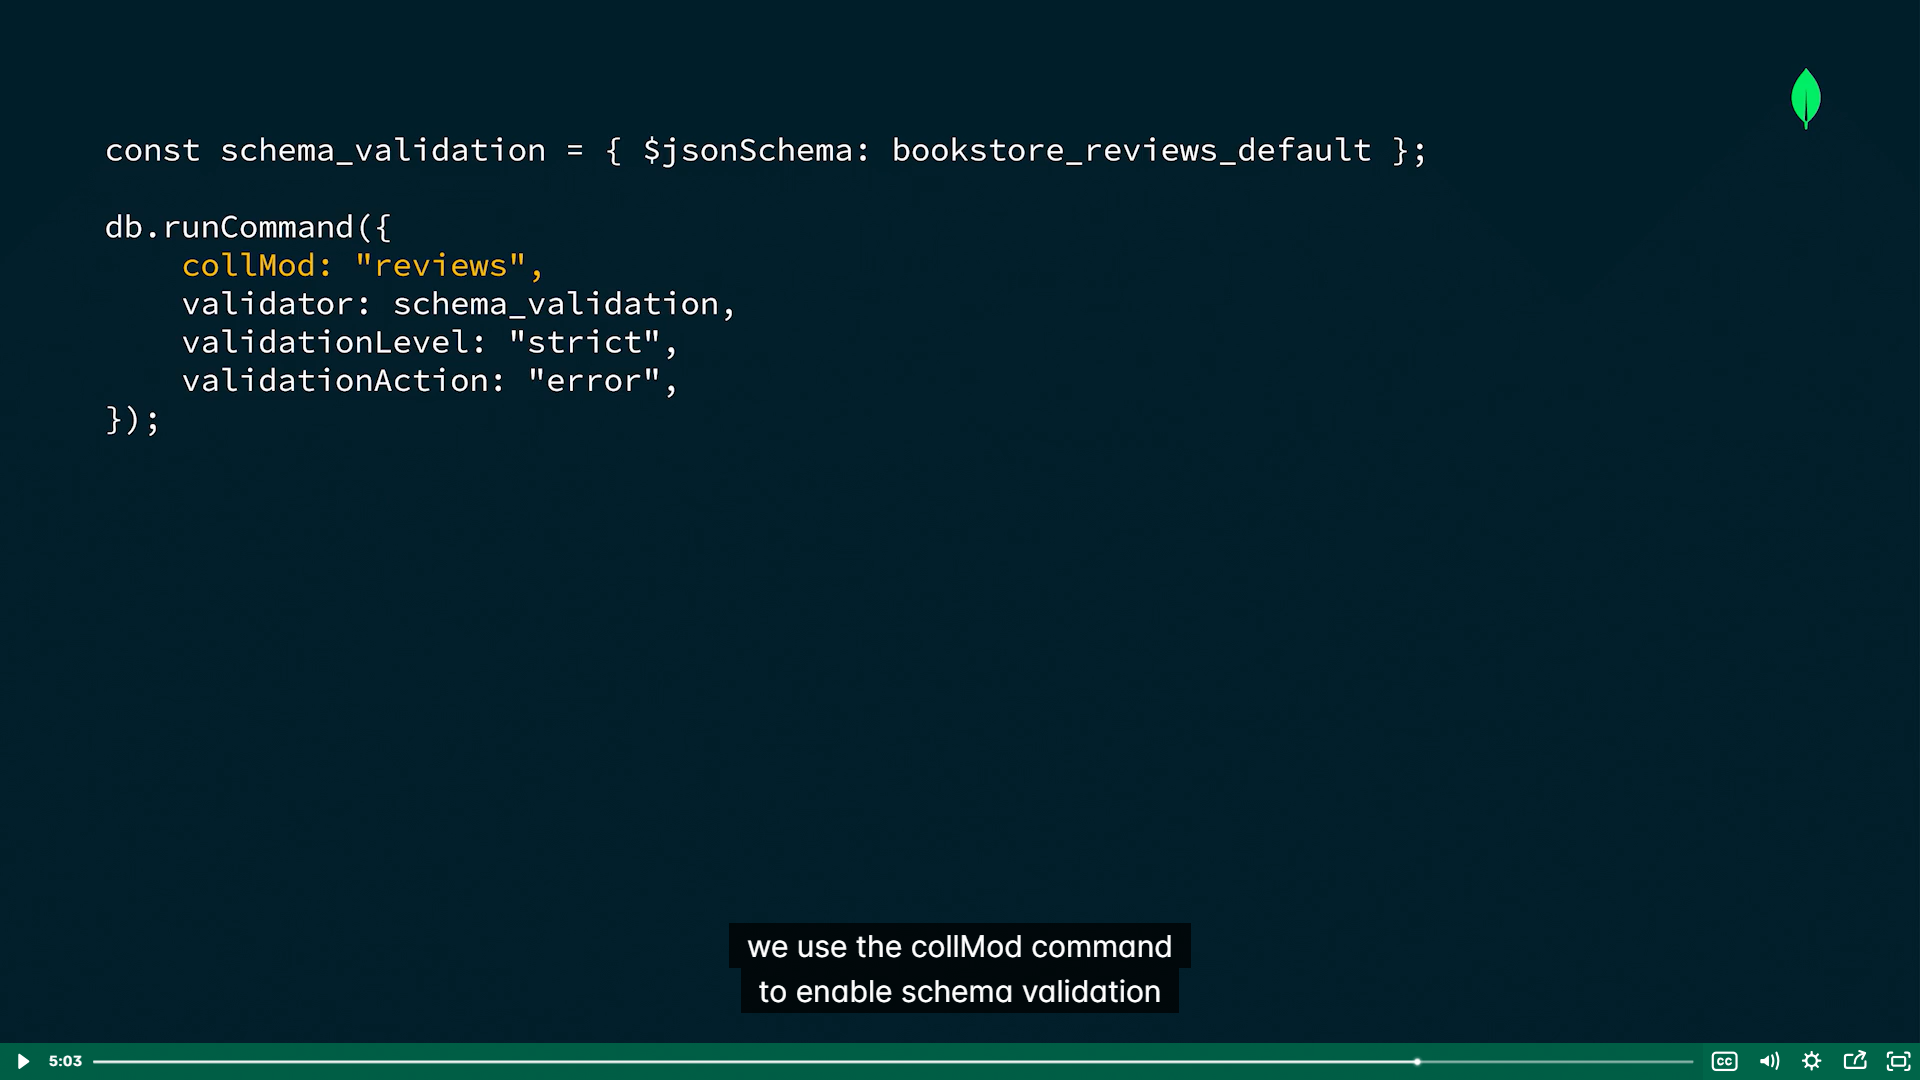 const schema_validation = { $jsonSchema: bookstore_reviews_default };
db.runCommand({
    collMod: "reviews",
    validator: schema_validation,
    validationLevel: "strict",
    validationAction: "error",
});
we use the collMod command
to enable schema validation
5:03
CC